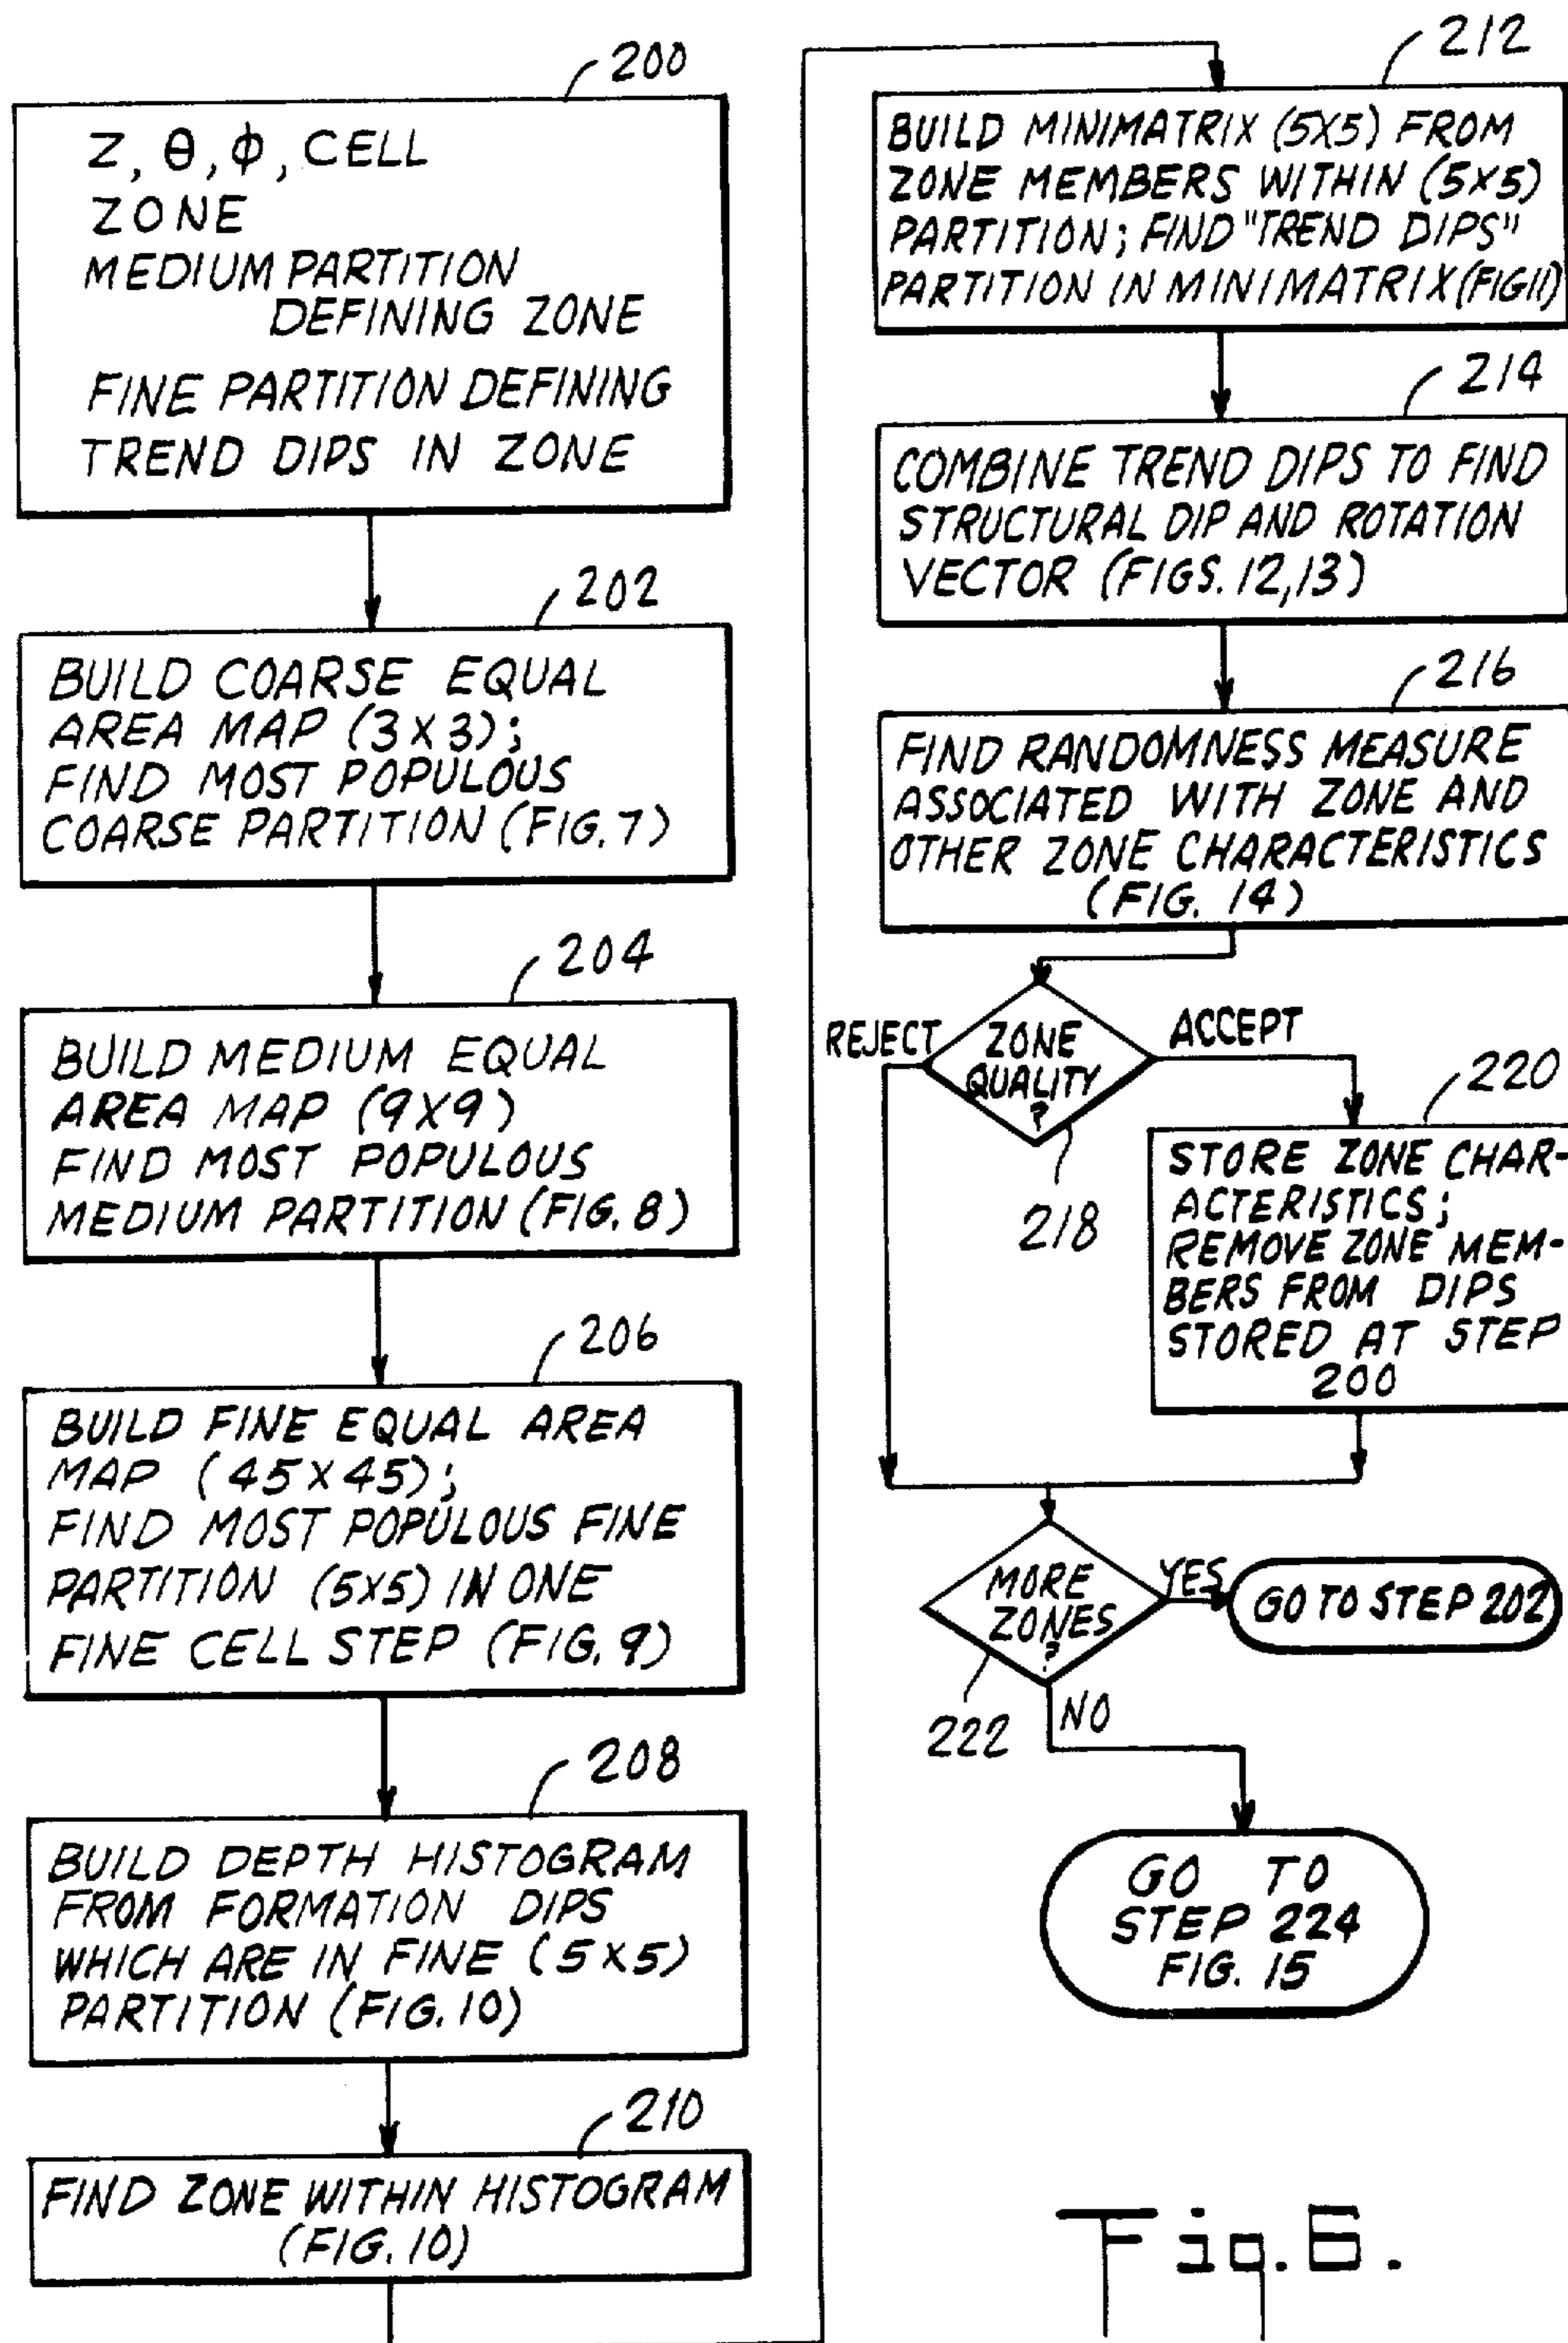 200
Z, θ, φ, CELL
ZONE
MEDIUM PARTITION
DEFINING ZONE
FINE PARTITION DEFINING
TREND DIPS IN ZONE
202
BUILD COARSE EQUAL
AREA MAP (3X3);
FIND MOST POPULOUS
COARSE PARTITION (FIG. 7)
204
BUILD MEDIUM EQUAL
AREA MAP (9X9)
FIND MOST POPULOUS
MEDIUM PARTITION (FIG. 8)
206
BUILD FINE EQUAL AREA
MAP (45X45);
FIND MOST POPULOUS FINE
PARTITION (5X5) IN ONE
FINE CELL STEP (FIG. 9)
208
BUILD DEPTH HISTOGRAM
FROM FORMATION DIPS
WHICH ARE IN FINE (5X5)
PARTITION (FIG. 10)
210
FIND ZONE WITHIN HISTOGRAM
(FIG. 10)
212
BUILD MINIMATRIX (5X5) FROM
ZONE MEMBERS WITHIN (5X5)
PARTITION; FIND "TREND DIPS"
PARTITION IN MINIMATRIX (FIG 11)
214
COMBINE TREND DIPS TO FIND
STRUCTURAL DIP AND ROTATION
VECTOR (FIGS. 12, 13)
216
FIND RANDOMNESS MEASURE
ASSOCIATED WITH ZONE AND
OTHER ZONE CHARACTERISTICS
(FIG. 14)
REJECT
ZONE
QUALITY
?
ACCEPT
218
220
STORE ZONE CHAR-
ACTERISTICS;
REMOVE ZONE MEM-
BERS FROM DIPS
STORED AT STEP
200
MORE
ZONES
?
YES
GO TO STEP 202
222
NO
GO TO
STEP 224
FIG. 15
Fig. 6.